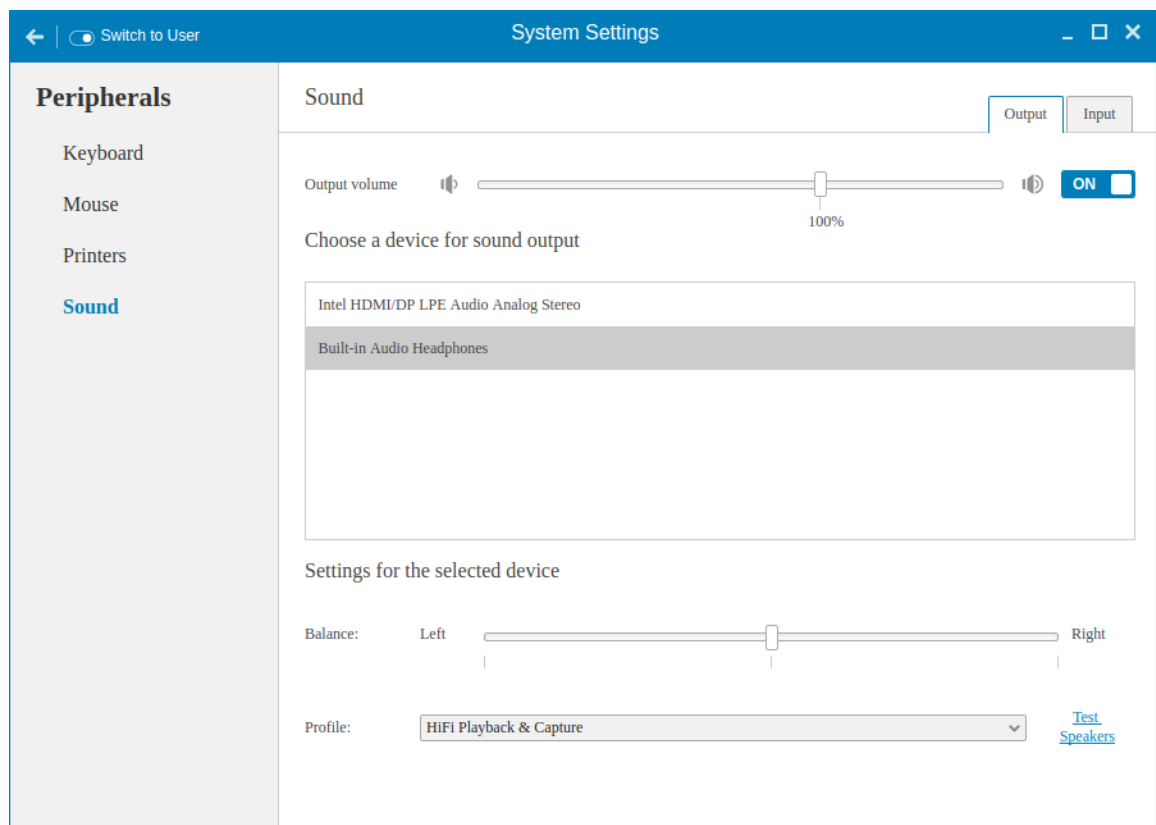 Switch to User
System Settings
Peripherals
Keyboard
Mouse
Printers
Sound
Sound
Output
Input
Output volume
ON
100%
Choose a device for sound output
Intel HDMI/DP LPE Audio Analog Stereo
Built-in Audio Headphones
Settings for the selected device
Balance:
Left
Right
Profile:
HiFi Playback & Capture
Test
Speakers